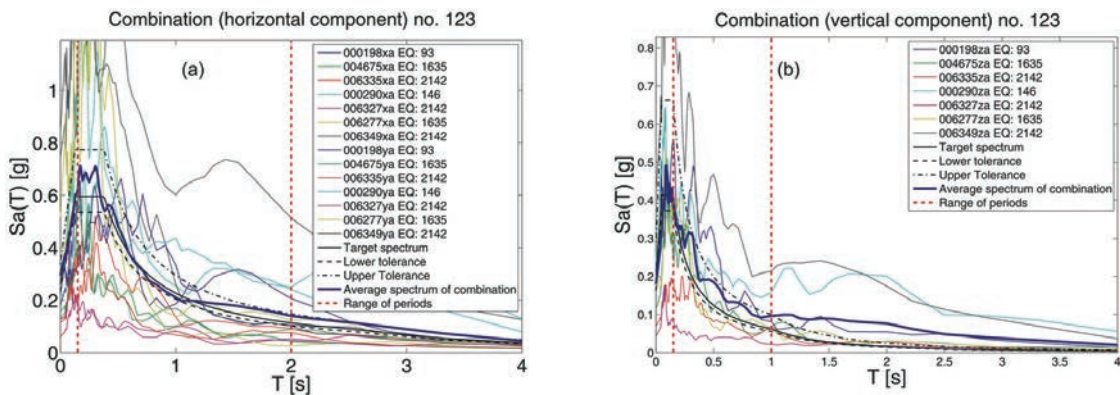 Combination (horizontal component) no. 123
(a)
Sa(T) [g]
1
0.8
0.6
0.4
0.2
0
0 1 2 3 4
T [s]
000198xa EQ: 93
004675xa EQ: 1635
006335xa EQ: 2142
000290xa EQ: 146
006327xa EQ: 2142
006277xa EQ: 1635
006349xa EQ: 2142
000198ya EQ: 93
004675ya EQ: 1635
006335ya EQ: 2142
000290ya EQ: 146
006327ya EQ: 2142
006277ya EQ: 1635
006349ya EQ: 2142
Target spectrum
Lower tolerance
Upper Tolerance
Average spectrum of combination
Range of periods
Combination (vertical component) no. 123
(b)
Sa(T) [g]
0.8
0.7
0.6
0.5
0.4
0.3
0.2
0.1
0
0 0.5 1 1.5 2 2.5 3 3.5 4
T [s]
000198za EQ: 93
004675za EQ: 1635
006335za EQ: 2142
000290za EQ: 146
006327za EQ: 2142
006277za EQ: 1635
006349za EQ: 2142
Target spectrum
Lower tolerance
Upper Tolerance
Average spectrum of combination
Range of periods